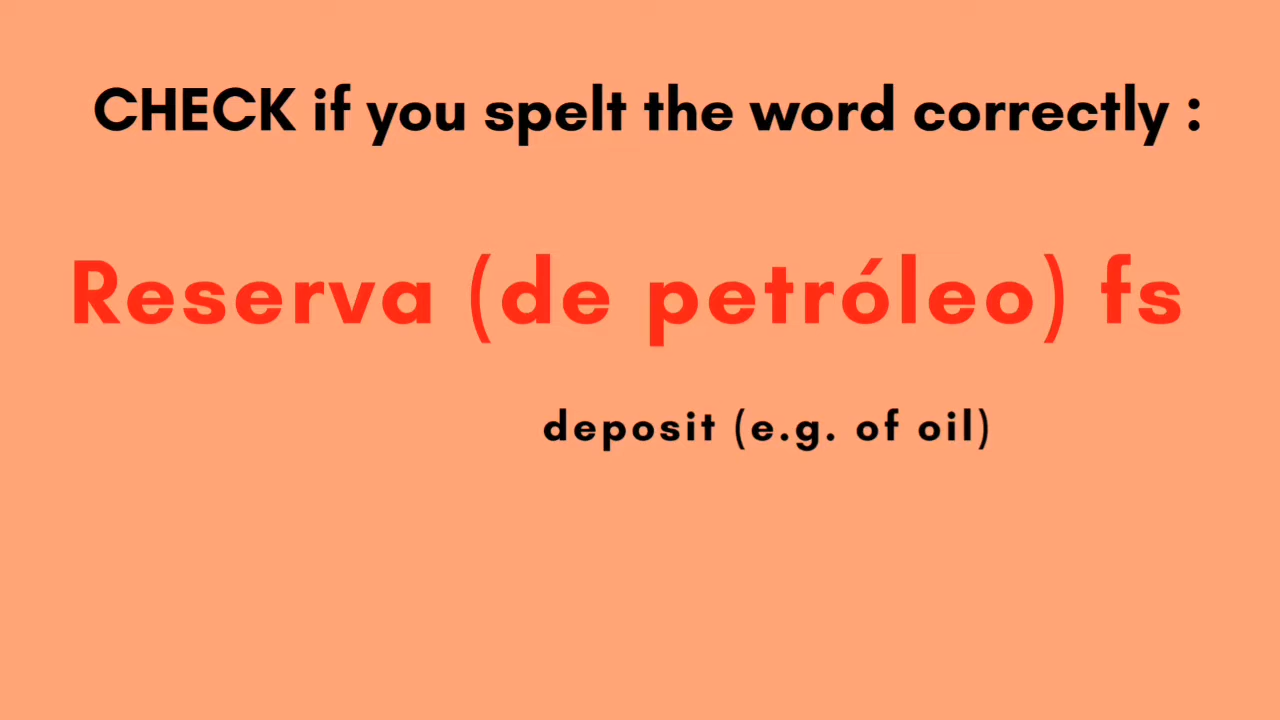 CHECK if you spelt the word correctly :
Reserva (de petróleo) fs
deposit (e.g. of oil)